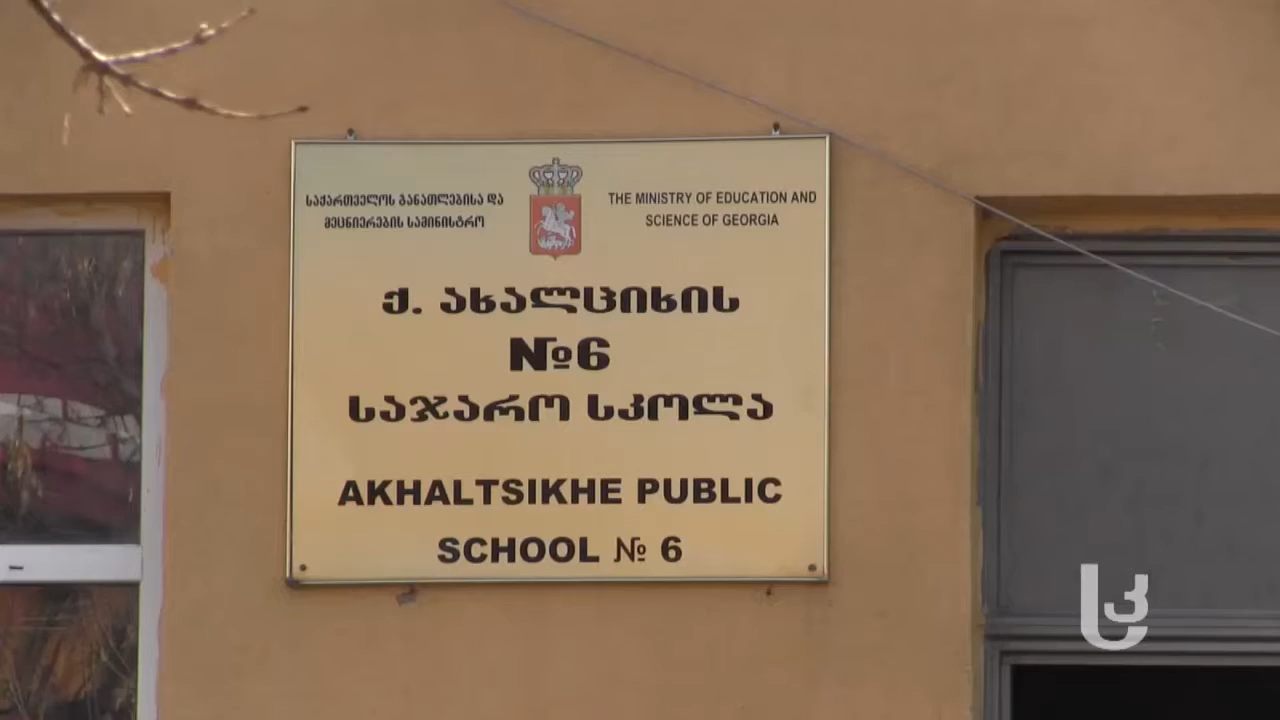 საქართველოს განათლებისა და
მეცნიერების სამინისტრო
THE MINISTRY OF EDUCATION AND
SCIENCE OF GEORGIA
ქ. ახალციხის
№6
საჯარო სკოლა
AKHALTSIKHE PUBLIC
SCHOOL № 6